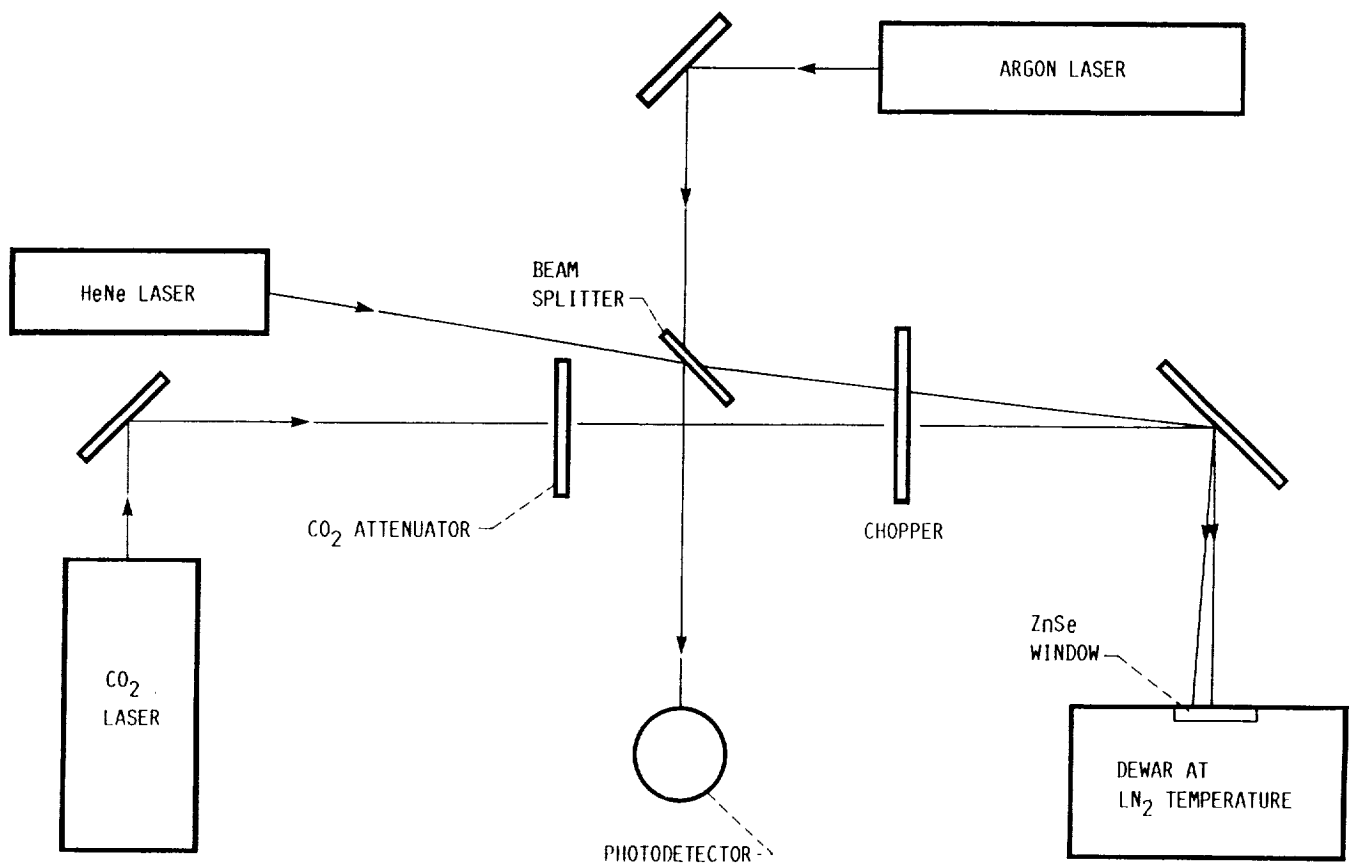 ARGON LASER
HeNe LASER
BEAM
SPLITTER
CO2 ATTENUATOR
CHOPPER
ZnSe
WINDOW
CO2
LASER
DEWAR AT
LN2 TEMPERATURE
PHOTODETECTOR